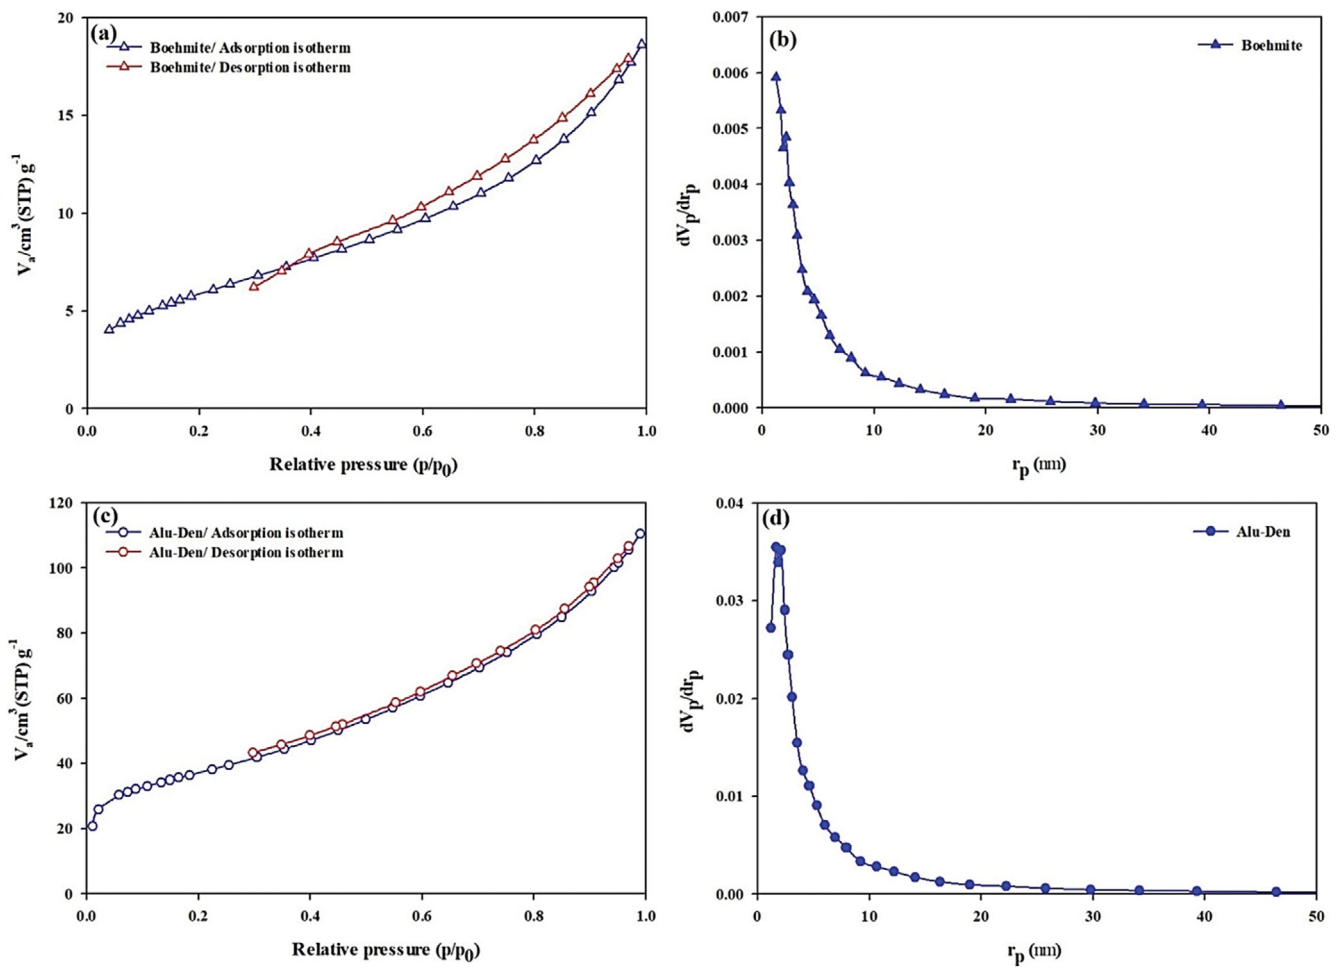 (a)
Boehmite/ Adsorption isotherm
Boehmite/ Desorption isotherm
20
15
10
5
0
Va/cm3 (STP) g-1
0.0 0.2 0.4 0.6 0.8 1.0
Relative pressure (p/p0)
(b)
Boehmite
0.007
0.006
0.005
0.004
0.003
0.002
0.001
0.000
dVp/drp
0 10 20 30 40 50
rp (nm)
(c)
Alu-Den/ Adsorption isotherm
Alu-Den/ Desorption isotherm
120
100
80
60
40
20
0
Va/cm3 (STP) g-1
0.0 0.2 0.4 0.6 0.8 1.0
Relative pressure (p/p0)
(d)
Alu-Den
0.04
0.03
0.02
0.01
0.00
dVp/drp
0 10 20 30 40 50
rp (nm)